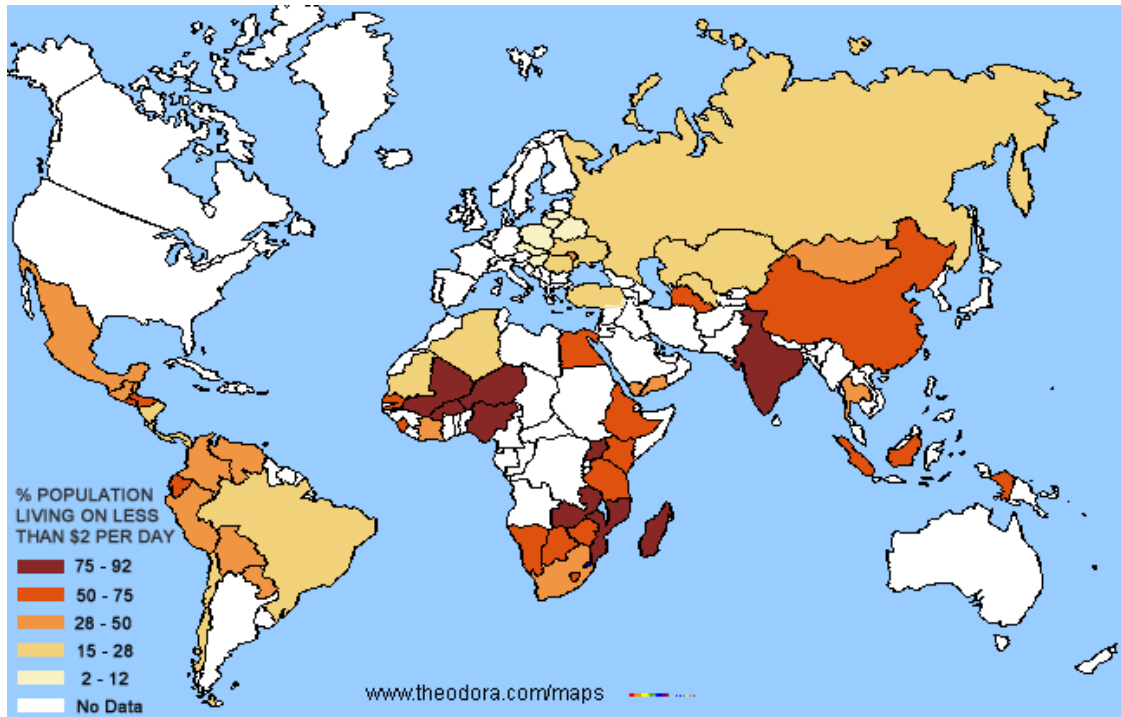 % POPULATION
LIVING ON LESS
THAN $2 PER DAY
75 - 92
50 - 75
28 - 50
15 - 28
2 - 12
No Data
www.theodora.com/maps